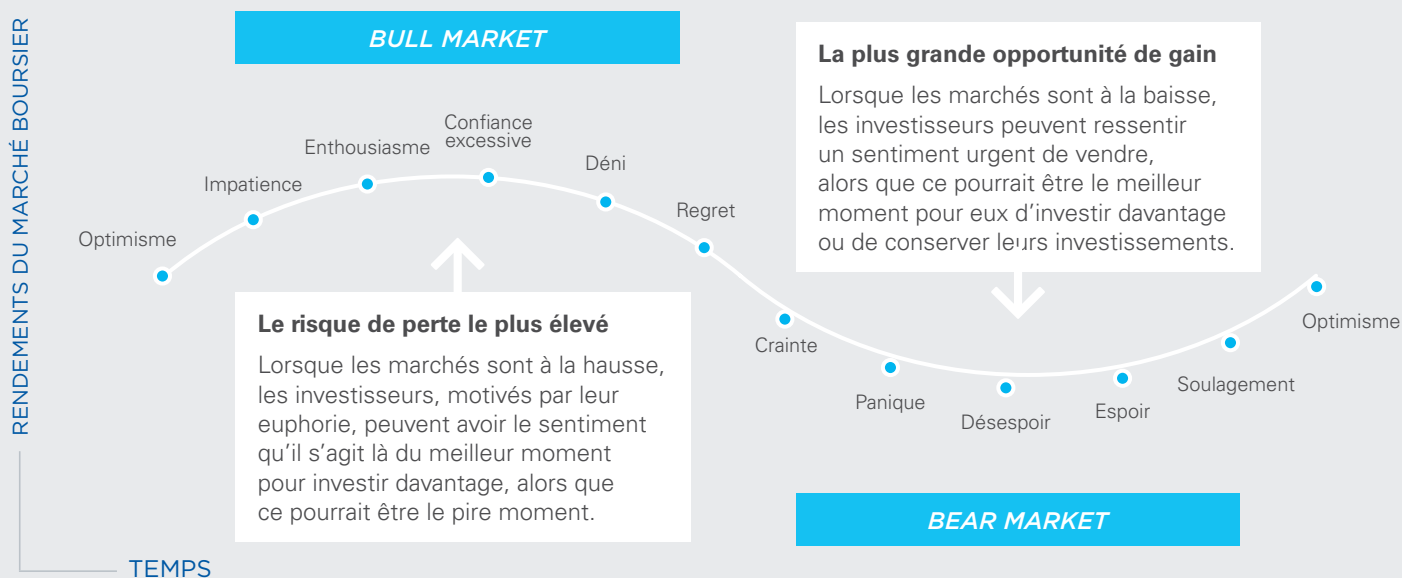 RENDEMENTS DU MARCHÉ BOURSIER
BULL MARKET
Optimisme
Impatience
Enthousiasme
Confiance
excessive
Déni
Regret
Le risque de perte le plus élevé
Lorsque les marchés sont à la hausse,
les investisseurs, motivés par leur
euphorie, peuvent avoir le sentiment
qu’il s’agit là du meilleur moment
pour investir davantage, alors que
ce pourrait être le pire moment.
La plus grande opportunité de gain
Lorsque les marchés sont à la baisse,
les investisseurs peuvent ressentir
un sentiment urgent de vendre,
alors que ce pourrait être le meilleur
moment pour eux d’investir davantage
ou de conserver leurs investissements.
Crainte
Panique
Désespoir
Espoir
Soulagement
Optimisme
BEAR MARKET
TEMPS